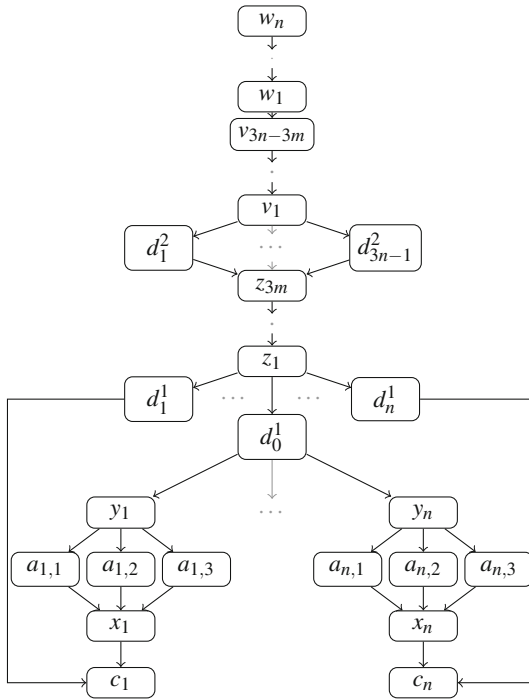 w_n
w_1
v_{3n−3m}
v_1
d_1^2 ⋯ d_{3n−1}^2
z_{3m}
z_1
d_1^1 ⋯ ⋯ d_n^1
d_0^1
y_1 ⋯ y_n
a_{1,1} a_{1,2} a_{1,3} a_{n,1} a_{n,2} a_{n,3}
x_1 x_n
c_1 c_n